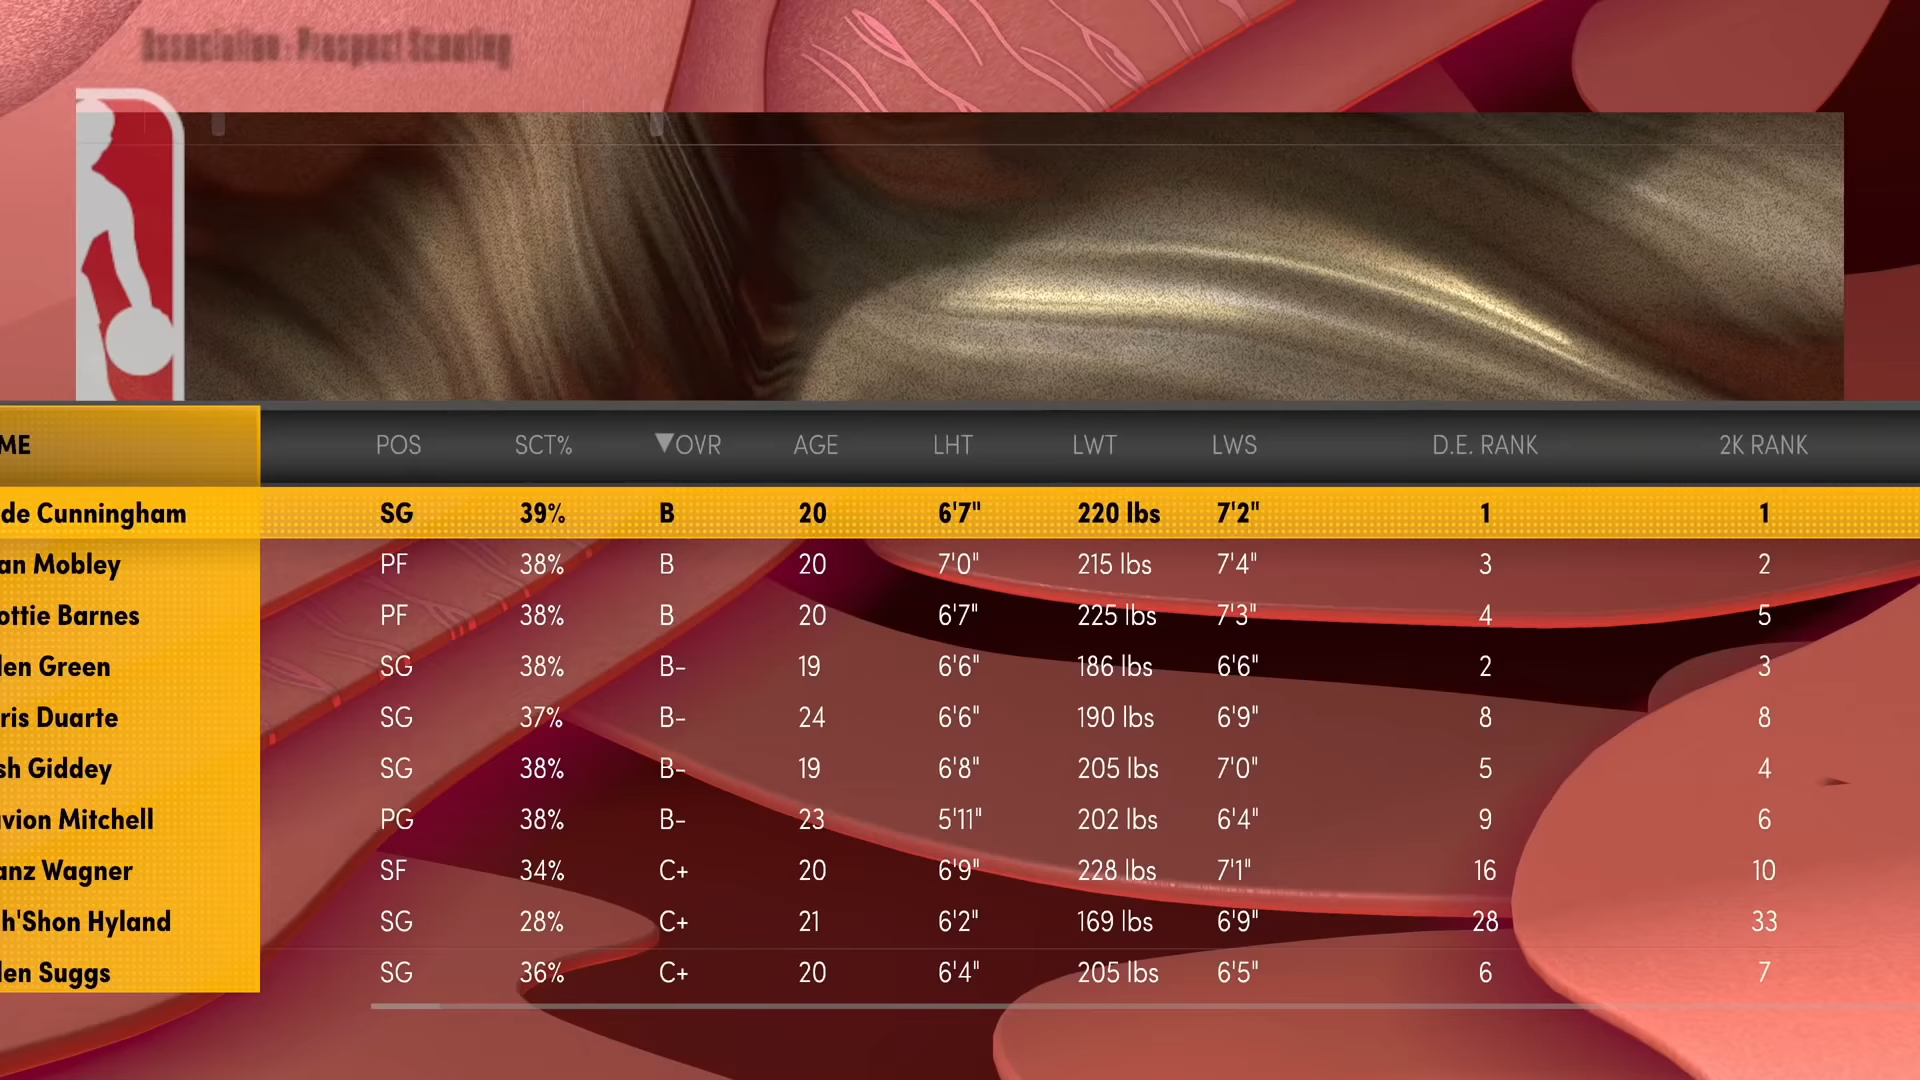 Association - Prospect Scouting
ME POS SCT% ▼OVR AGE LHT LWT LWS D.E. RANK 2K RANK
de Cunningham SG 39% B 20 6'7" 220 lbs 7'2" 1 1
an Mobley PF 38% B 20 7'0" 215 lbs 7'4" 3 2
ottie Barnes PF 38% B 20 6'7" 225 lbs 7'3" 4 5
len Green SG 38% B- 19 6'6" 186 lbs 6'6" 2 3
ris Duarte SG 37% B- 24 6'6" 190 lbs 6'9" 8 8
sh Giddey SG 38% B- 19 6'8" 205 lbs 7'0" 5 4
vion Mitchell PG 38% B- 23 5'11" 202 lbs 6'4" 9 6
anz Wagner SF 34% C+ 20 6'9" 228 lbs 7'1" 16 10
h'Shon Hyland SG 28% C+ 21 6'2" 169 lbs 6'9" 28 33
len Suggs SG 36% C+ 20 6'4" 205 lbs 6'5" 6 7